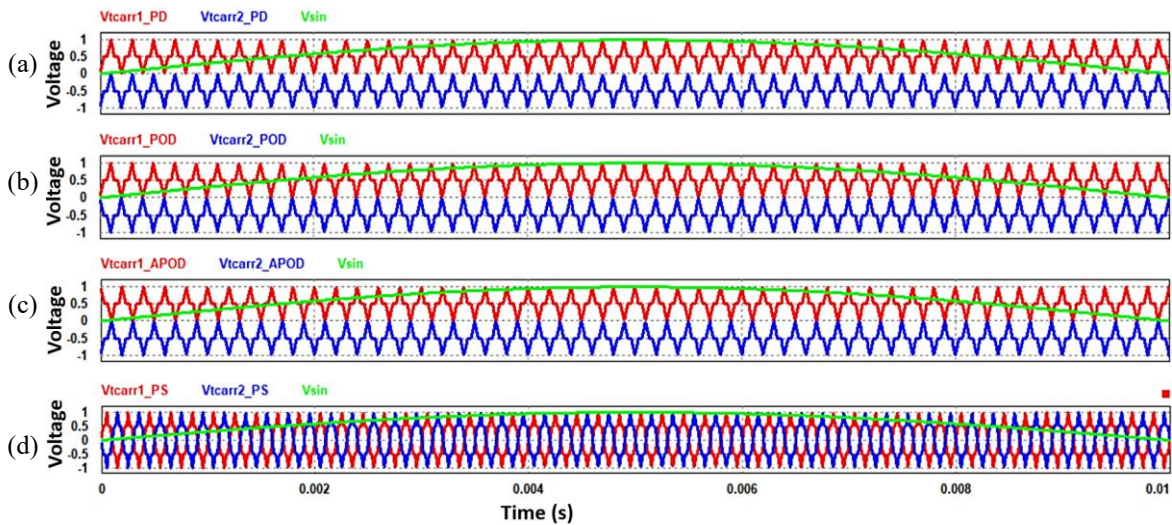 Vtcarr1_PD Vtcarr2_PD Vsin
(a)
Voltage
1
0.5
0
-0.5
-1
Vtcarr1_POD Vtcarr2_POD Vsin
(b)
Voltage
1
0.5
0
-0.5
-1
Vtcarr1_APOD Vtcarr2_APOD Vsin
(c)
Voltage
1
0.5
0
-0.5
-1
Vtcarr1_PS Vtcarr2_PS Vsin
(d)
Voltage
1
0.5
0
-0.5
-1
0 0.002 0.004 0.006 0.008 0.01
Time (s)